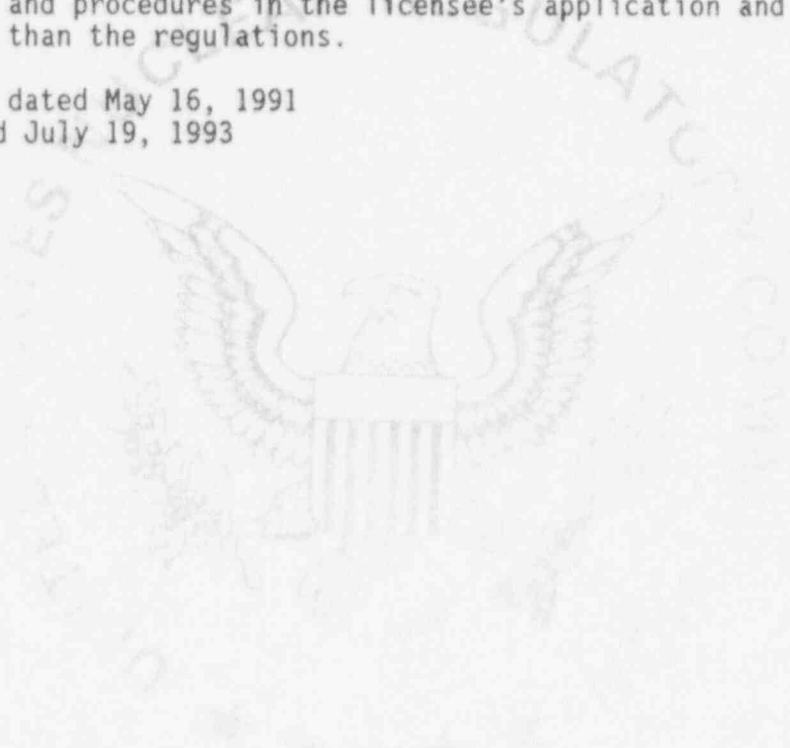 and procedures in the licensee's application and
than the regulations.
dated May 16, 1991
July 19, 1993